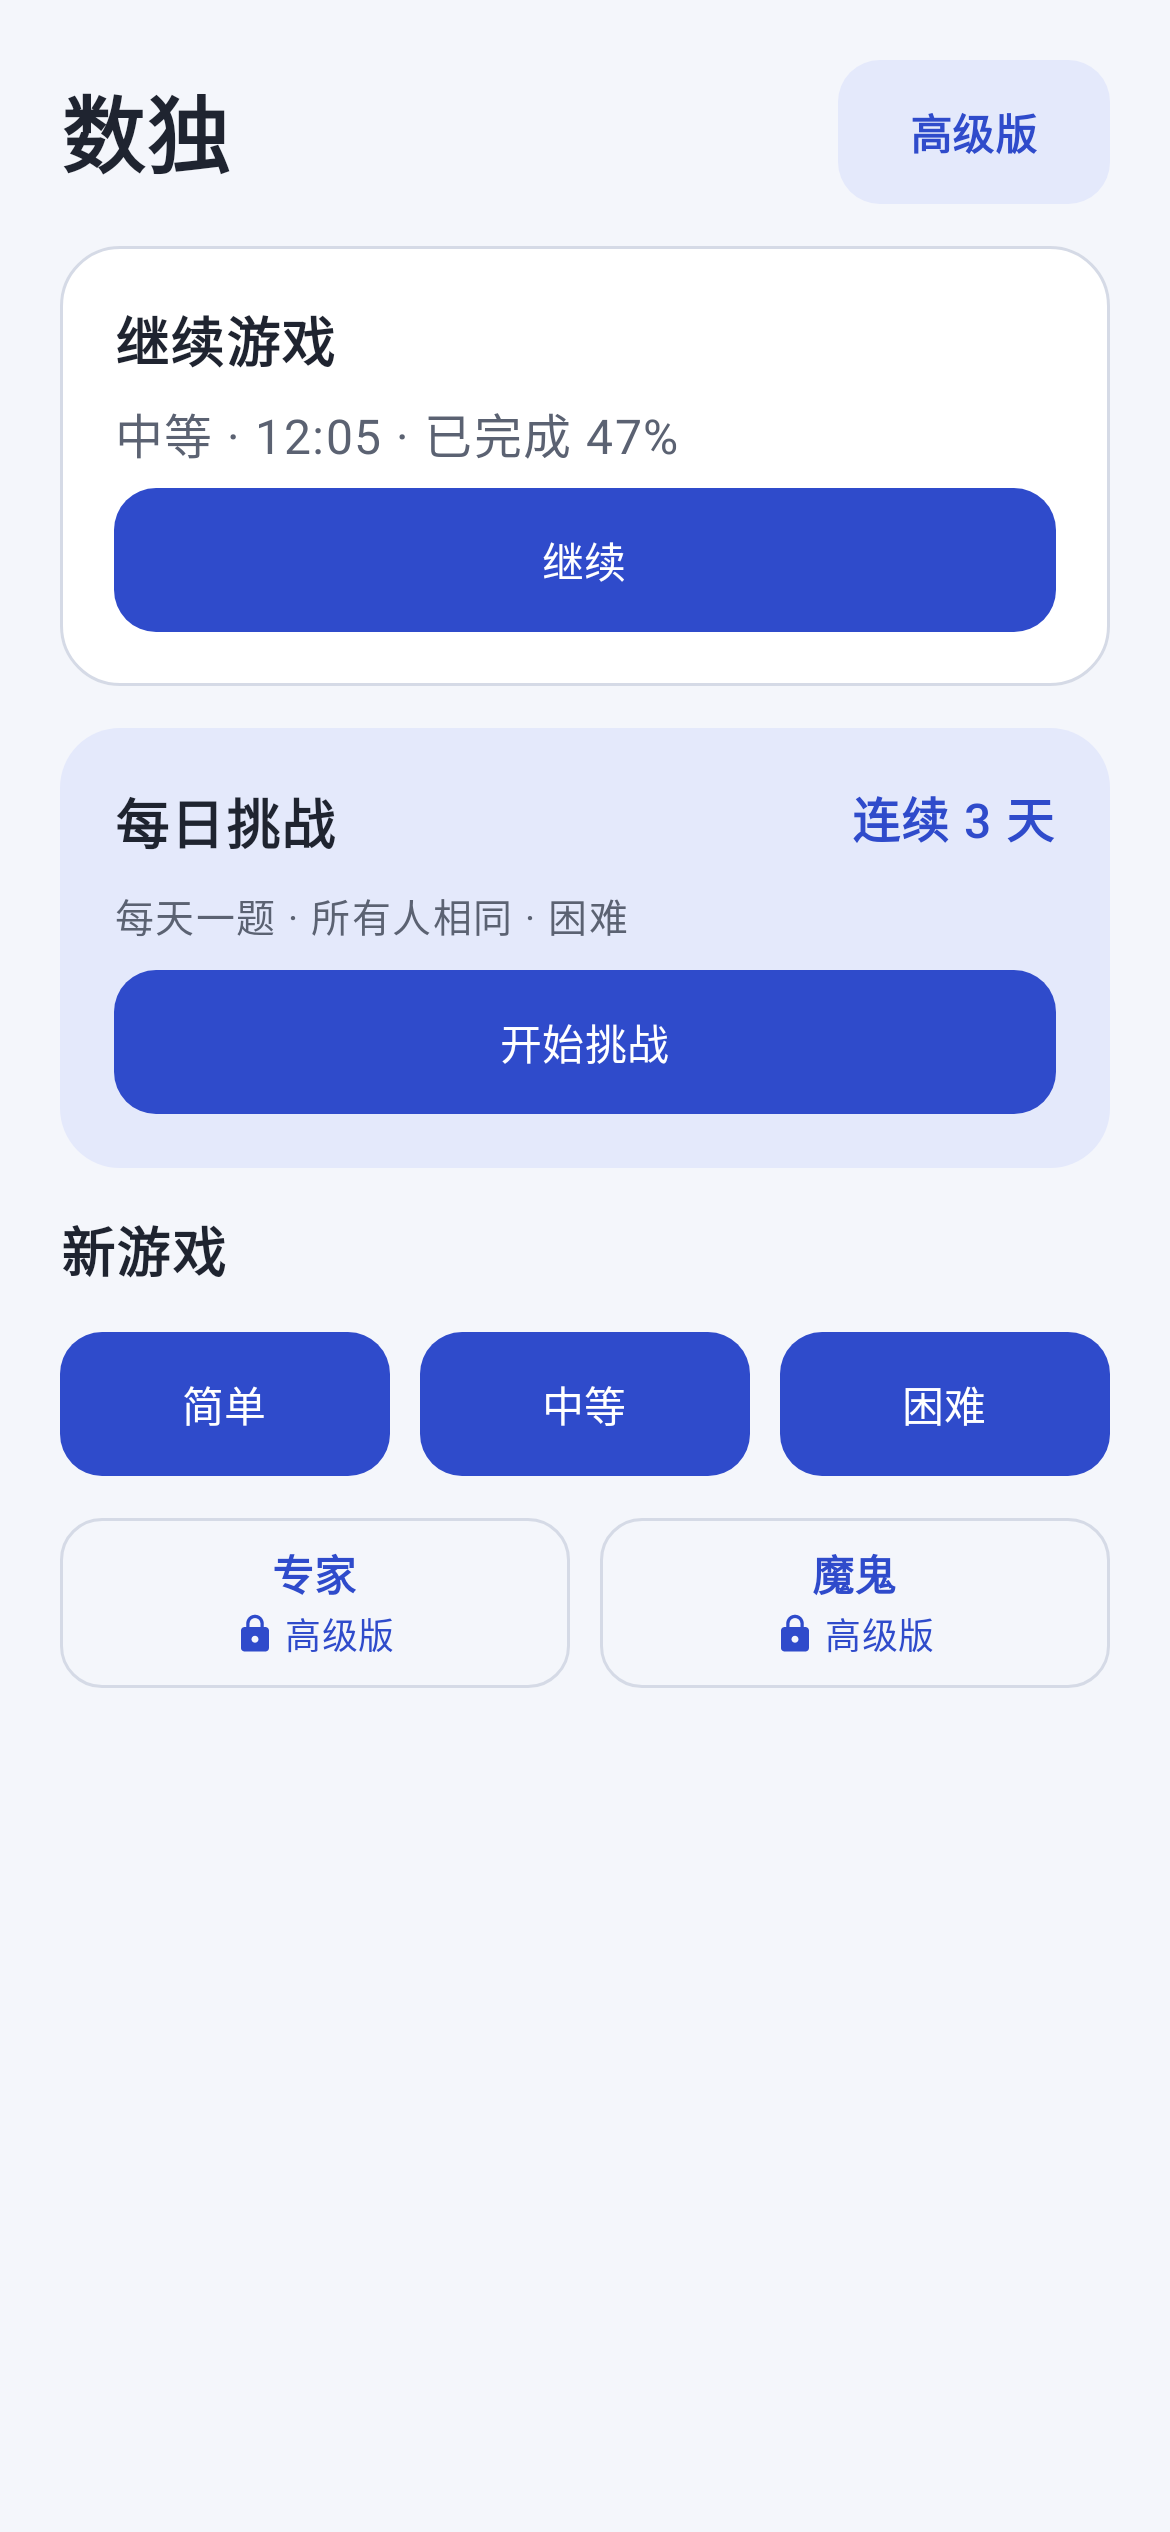 数独
高级版
继续游戏
中等 · 12:05 · 已完成 47%
继续
每日挑战
连续 3 天
每天一题 · 所有人相同 · 困难
开始挑战
新游戏
简单
中等
困难
专家
高级版
魔鬼
高级版